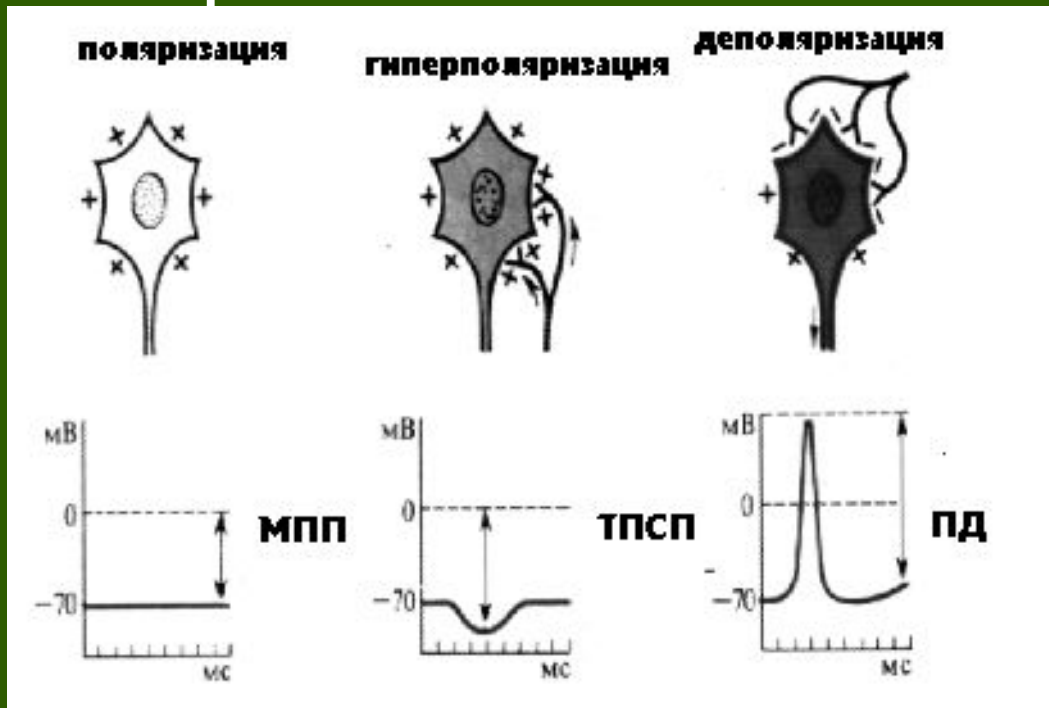 поляризация
гиперполяризация
деполяризация
мВ
0
−70
мс
МПП
мВ
0
−70
мс
ТПСП
мВ
0
−70
мс
ПД